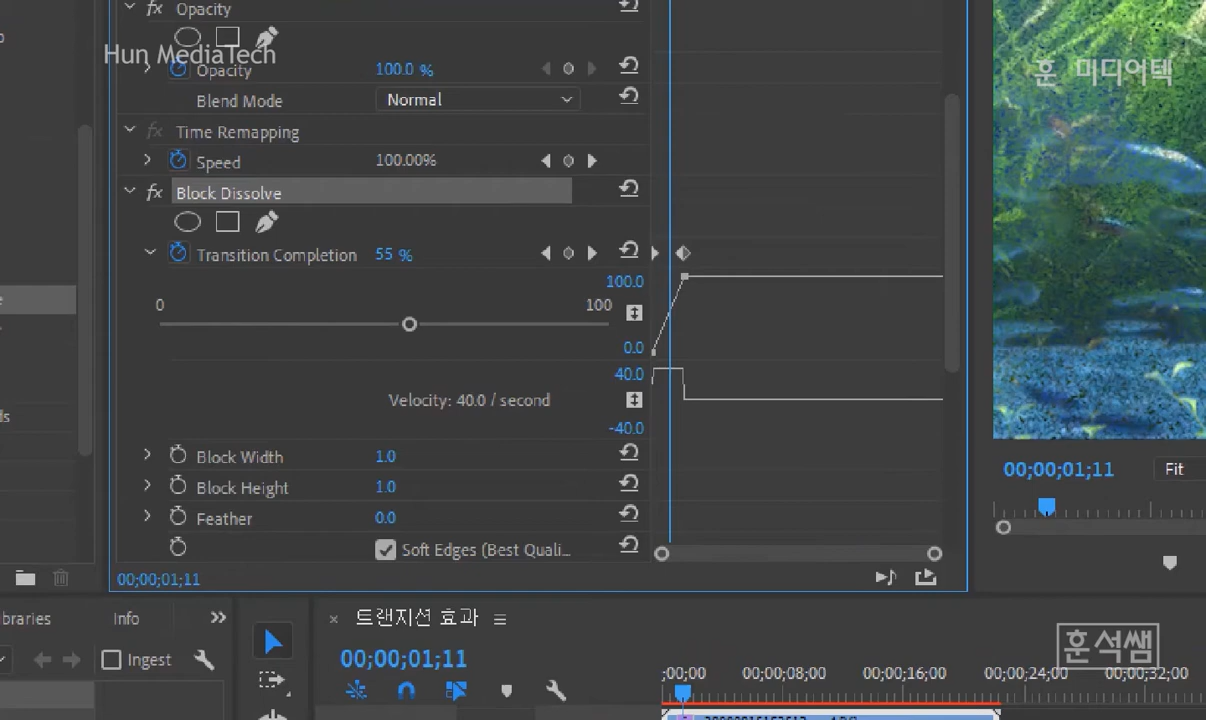 fx Opacity
Hun MediaTech
훈 미디어텍
Opacity 100.0 %
Blend Mode Normal
fx Time Remapping
Speed 100.00%
fx Block Dissolve
Transition Completion 55 %
100.0
0 100
0.0
40.0
Velocity: 40.0 / second
-40.0
Block Width 1.0
Block Height 1.0
Feather 0.0
Soft Edges (Best Quali...
00;00;01;11 Fit
00;00;01;11
braries Info
× 트랜지션 효과
Ingest
00;00;01;11
훈석쌤
;00;00 00;00;08;00 00;00;16;00 00;00;24;00 00;00;32;00